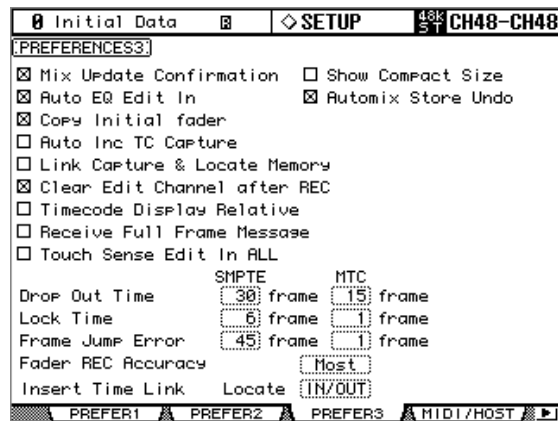 0 Initial Data R ◇SETUP 48k ST CH48-CH48
PREFERENCES3
☒ Mix Update Confirmation ☐ Show Compact Size
☒ Auto EQ Edit In ☒ Automix Store Undo
☒ Copy Initial fader
☐ Auto Inc TC Capture
☐ Link Capture & Locate Memory
☒ Clear Edit Channel after REC
☐ Timecode Display Relative
☐ Receive Full Frame Message
☐ Touch Sense Edit In ALL
SMPTE MTC
Drop Out Time 30 frame 15 frame
Lock Time 6 frame 1 frame
Frame Jump Error 45 frame 1 frame
Fader REC Accuracy Most
Insert Time Link Locate IN/OUT
PREFER1 PREFER2 PREFER3 MIDI/HOST